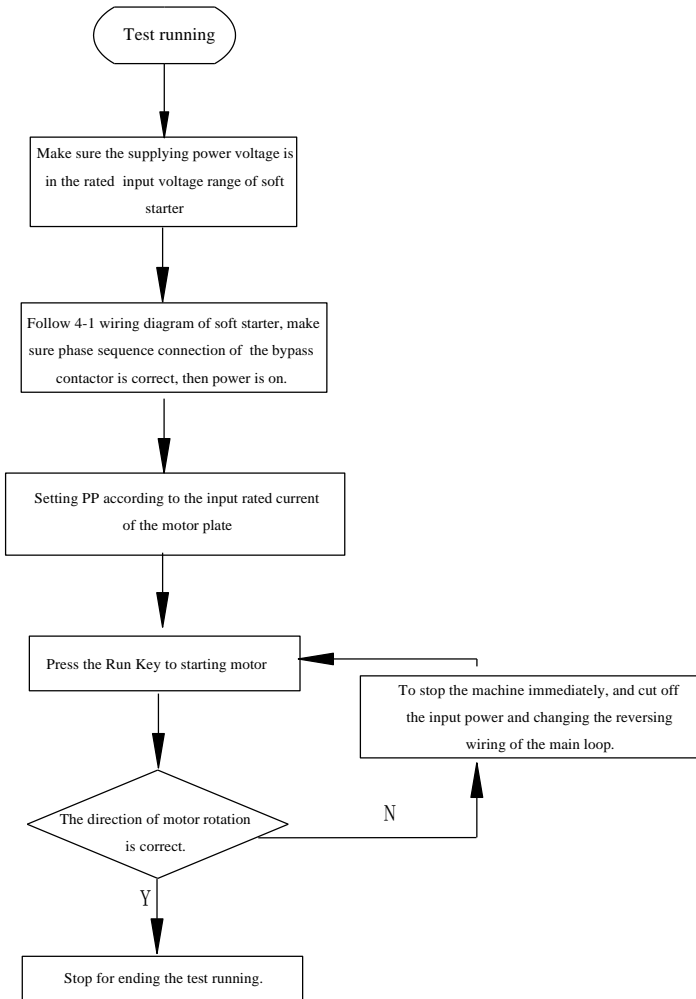 Test running
Make sure the supplying power voltage is
in the rated input voltage range of soft
starter
Follow 4-1 wiring diagram of soft starter, make
sure phase sequence connection of the bypass
contactor is correct, then power is on.
Setting PP according to the input rated current
of the motor plate
Press the Run Key to starting motor
To stop the machine immediately, and cut off
the input power and changing the reversing
wiring of the main loop.
The direction of motor rotation
is correct.
N
Y
Stop for ending the test running.